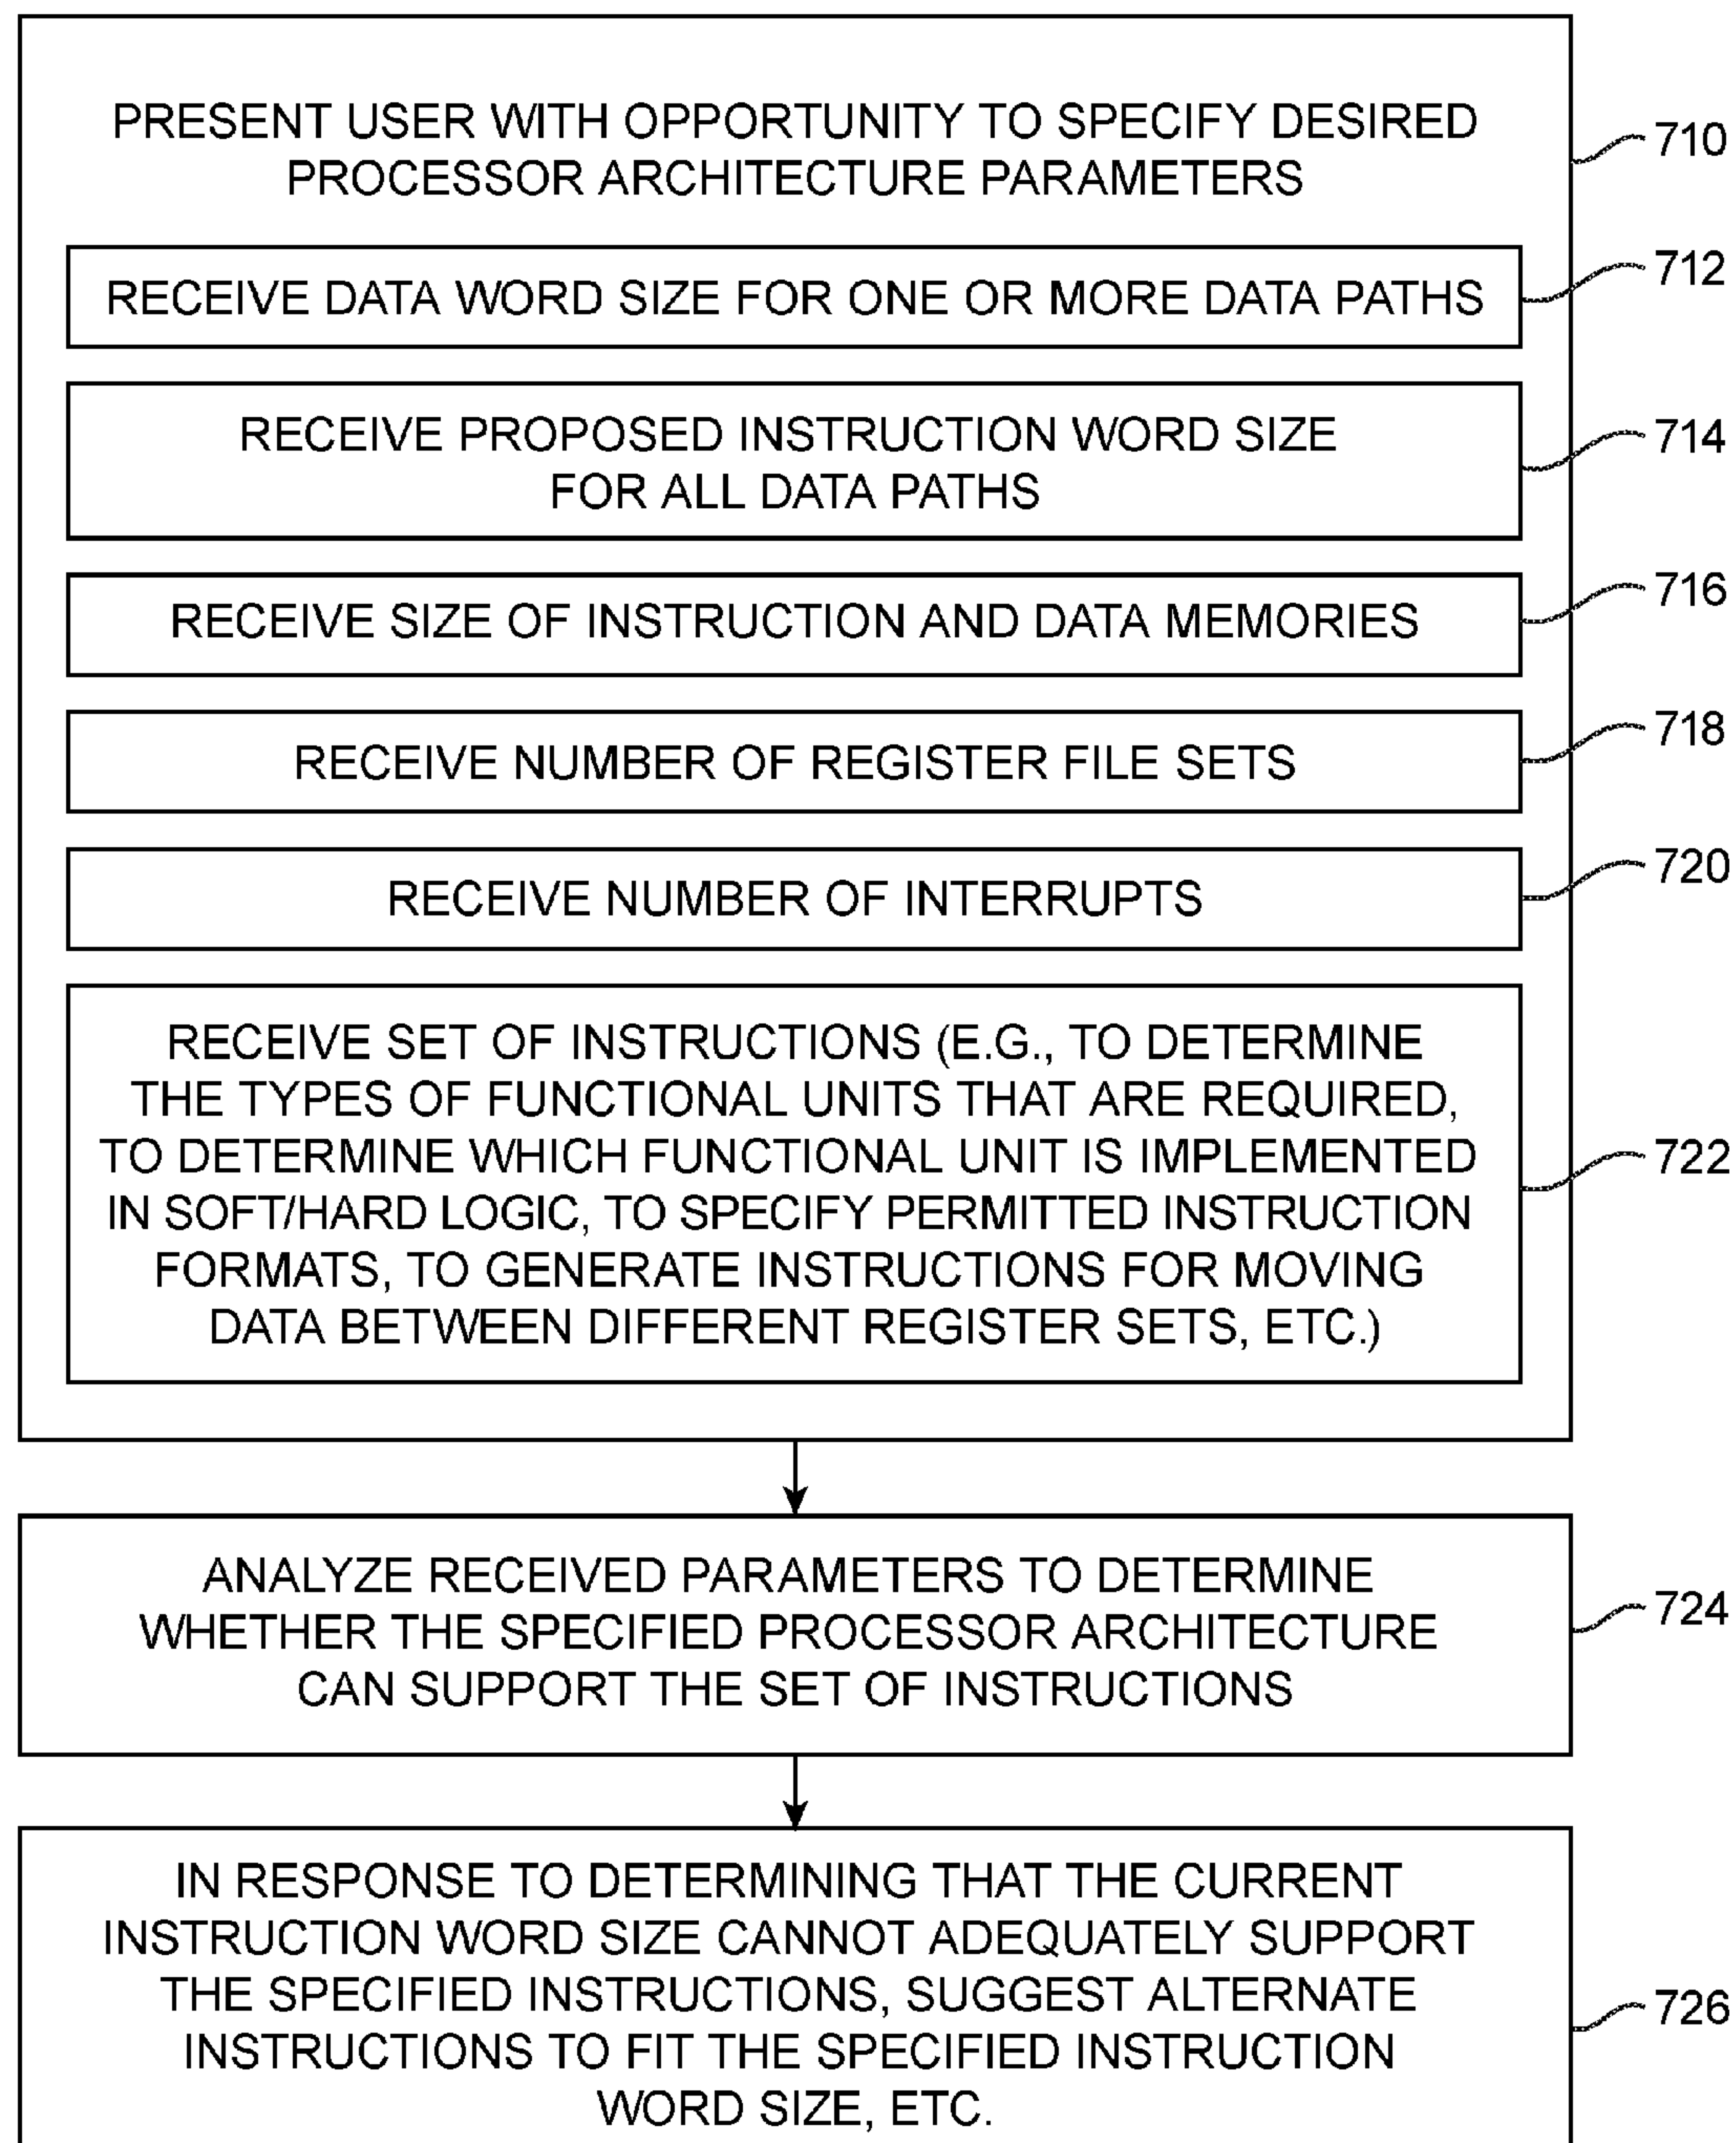 PRESENT USER WITH OPPORTUNITY TO SPECIFY DESIRED
PROCESSOR ARCHITECTURE PARAMETERS
710
RECEIVE DATA WORD SIZE FOR ONE OR MORE DATA PATHS
712
RECEIVE PROPOSED INSTRUCTION WORD SIZE
FOR ALL DATA PATHS
714
RECEIVE SIZE OF INSTRUCTION AND DATA MEMORIES
716
RECEIVE NUMBER OF REGISTER FILE SETS
718
RECEIVE NUMBER OF INTERRUPTS
720
RECEIVE SET OF INSTRUCTIONS (E.G., TO DETERMINE
THE TYPES OF FUNCTIONAL UNITS THAT ARE REQUIRED,
TO DETERMINE WHICH FUNCTIONAL UNIT IS IMPLEMENTED
IN SOFT/HARD LOGIC, TO SPECIFY PERMITTED INSTRUCTION
FORMATS, TO GENERATE INSTRUCTIONS FOR MOVING
DATA BETWEEN DIFFERENT REGISTER SETS, ETC.)
722
ANALYZE RECEIVED PARAMETERS TO DETERMINE
WHETHER THE SPECIFIED PROCESSOR ARCHITECTURE
CAN SUPPORT THE SET OF INSTRUCTIONS
724
IN RESPONSE TO DETERMINING THAT THE CURRENT
INSTRUCTION WORD SIZE CANNOT ADEQUATELY SUPPORT
THE SPECIFIED INSTRUCTIONS, SUGGEST ALTERNATE
INSTRUCTIONS TO FIT THE SPECIFIED INSTRUCTION
WORD SIZE, ETC.
726